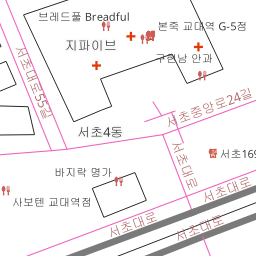 브레드풀 Breadful
본죽 교대역 G-5정
지파이브
구현남 안과
서초대로55길
서초중앙로24길
서초4동
서초대로
서초169
바지락 명가
사보텐 교대역점
서초대로
서초대로
서초대로